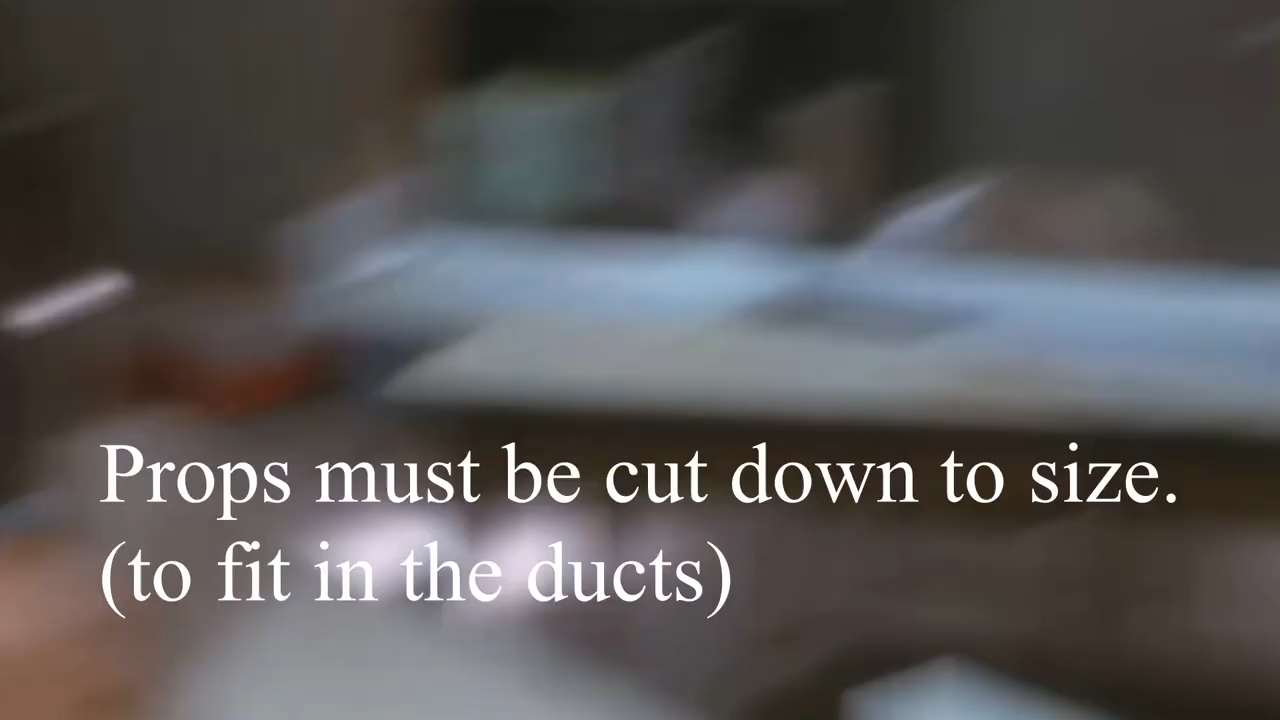 Props must be cut down to size.
(to fit in the ducts)